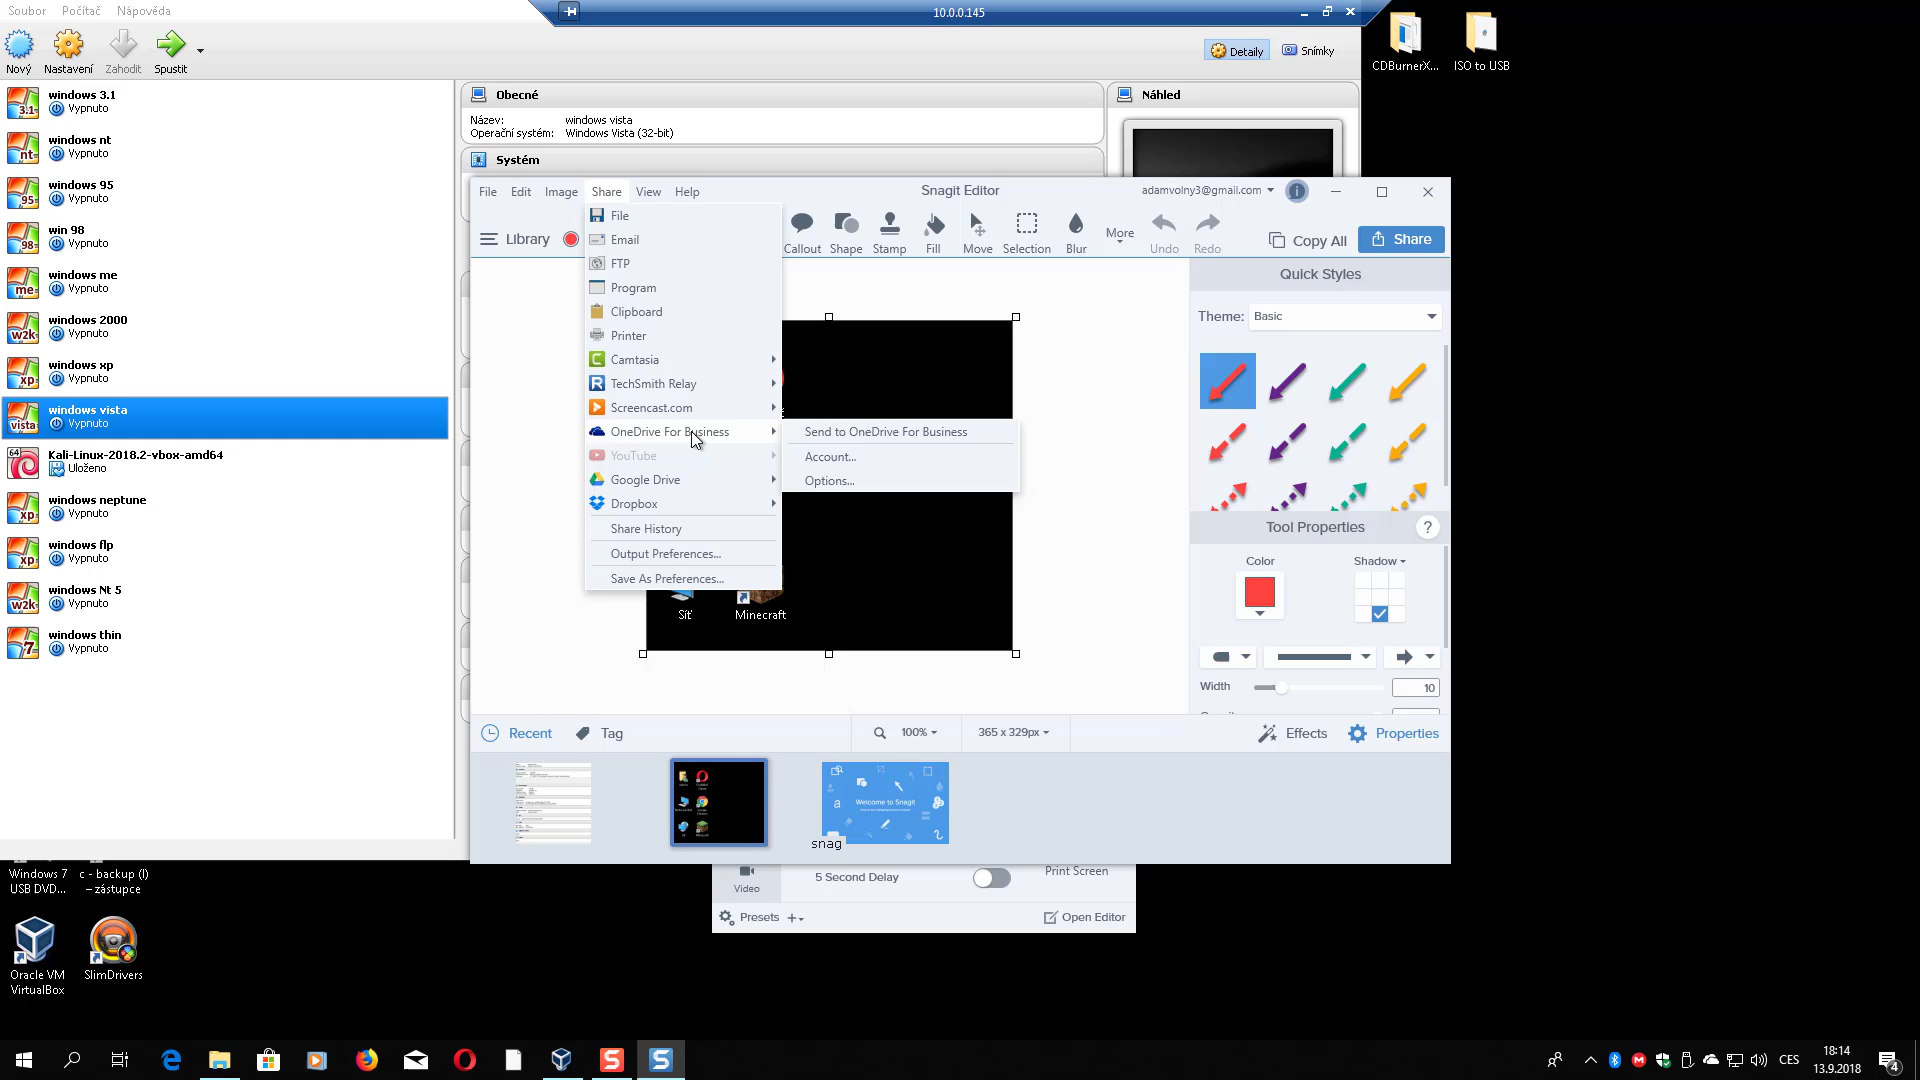 Soubor Počítač Nápověda
10.0.0.145
Nový Nastavení Zahodit Spustit
Detaily Snímky
CDBurnerX... ISO to USB
windows 3.1
Vypnuto
windows nt
Vypnuto
windows 95
Vypnuto
win 98
Vypnuto
windows me
Vypnuto
windows 2000
Vypnuto
windows xp
Vypnuto
windows vista
Vypnuto
64
Kali-Linux-2018.2-vbox-amd64
Uloženo
windows neptune
Vypnuto
windows flp
Vypnuto
windows Nt 5
Vypnuto
windows thin
Vypnuto
Obecné
Název: windows vista
Operační systém: Windows Vista (32-bit)
Systém
Náhled
File Edit Image Share View Help
Snagit Editor
adamvolny3@gmail.com
Library
Callout Shape Stamp Fill Move Selection Blur More Undo Redo
Copy All Share
File
Email
FTP
Program
Clipboard
Printer
Camtasia
TechSmith Relay
Screencast.com
OneDrive For Business
YouTube
Google Drive
Dropbox
Share History
Output Preferences...
Save As Preferences...
Send to OneDrive For Business
Account...
Options...
Síť Minecraft
Quick Styles
Theme: Basic
Tool Properties ?
Color Shadow
Width 10
Recent Tag 100% 365 x 329px Effects Properties
Welcome to Snagit
snag
Video 5 Second Delay Print Screen
Presets Open Editor
Windows 7
USB DVD...
c - backup (l)
– zástupce
Oracle VM
VirtualBox
SlimDrivers
CES
18:14
13.9.2018
4